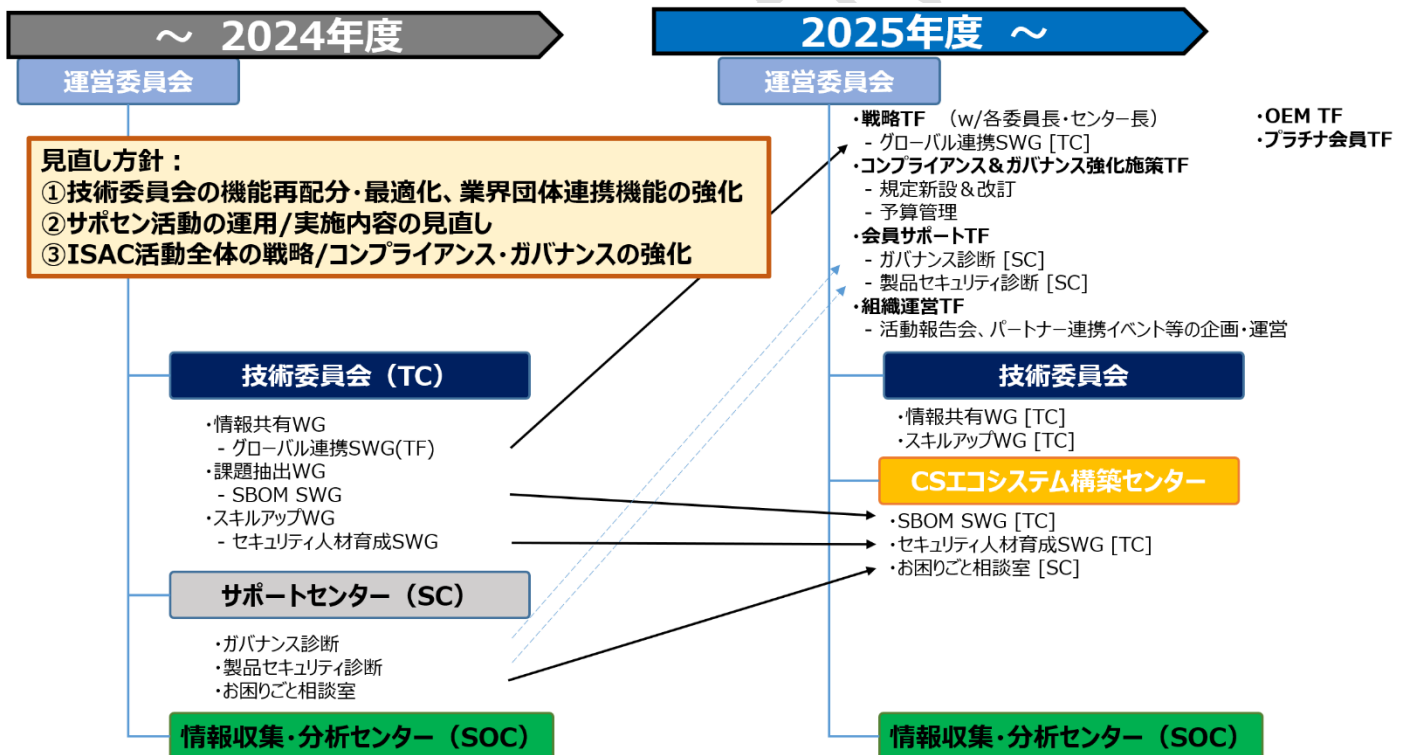 ～ 2024年度
運営委員会
見直し方針：
①技術委員会の機能再配分・最適化、業界団体連携機能の強化
②サポセン活動の運用/実施内容の見直し
③ISAC活動全体の戦略/コンプライアンス・ガバナンスの強化
技術委員会（TC）
・情報共有WG
- グローバル連携SWG(TF)
・課題抽出WG
- SBOM SWG
・スキルアップWG
- セキュリティ人材育成SWG
サポートセンター（SC）
・ガバナンス診断
・製品セキュリティ診断
・お困りごと相談室
情報収集・分析センター（SOC）
2025年度 ～
運営委員会
・戦略TF （w/各委員長・センター長）
- グローバル連携SWG [TC]
・コンプライアンス＆ガバナンス強化施策TF
- 規定新設＆改訂
- 予算管理
・会員サポートTF
- ガバナンス診断 [SC]
- 製品セキュリティ診断 [SC]
・組織運営TF
- 活動報告会、パートナー連携イベント等の企画・運営
・OEM TF
・プラチナ会員TF
技術委員会
・情報共有WG [TC]
・スキルアップWG [TC]
CSエコシステム構築センター
・SBOM SWG [TC]
・セキュリティ人材育成SWG [TC]
・お困りごと相談室 [SC]
情報収集・分析センター（SOC）